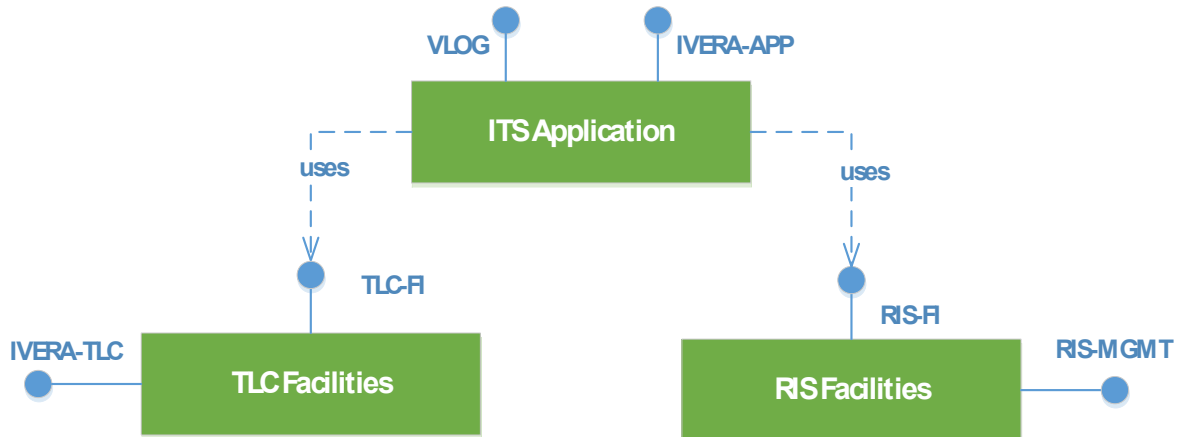 VLOG
IVERA-APP
ITS Application
uses
uses
TLC-FI
RIS-FI
IVERA-TLC
TLC Facilities
RIS Facilities
RIS-MGMT